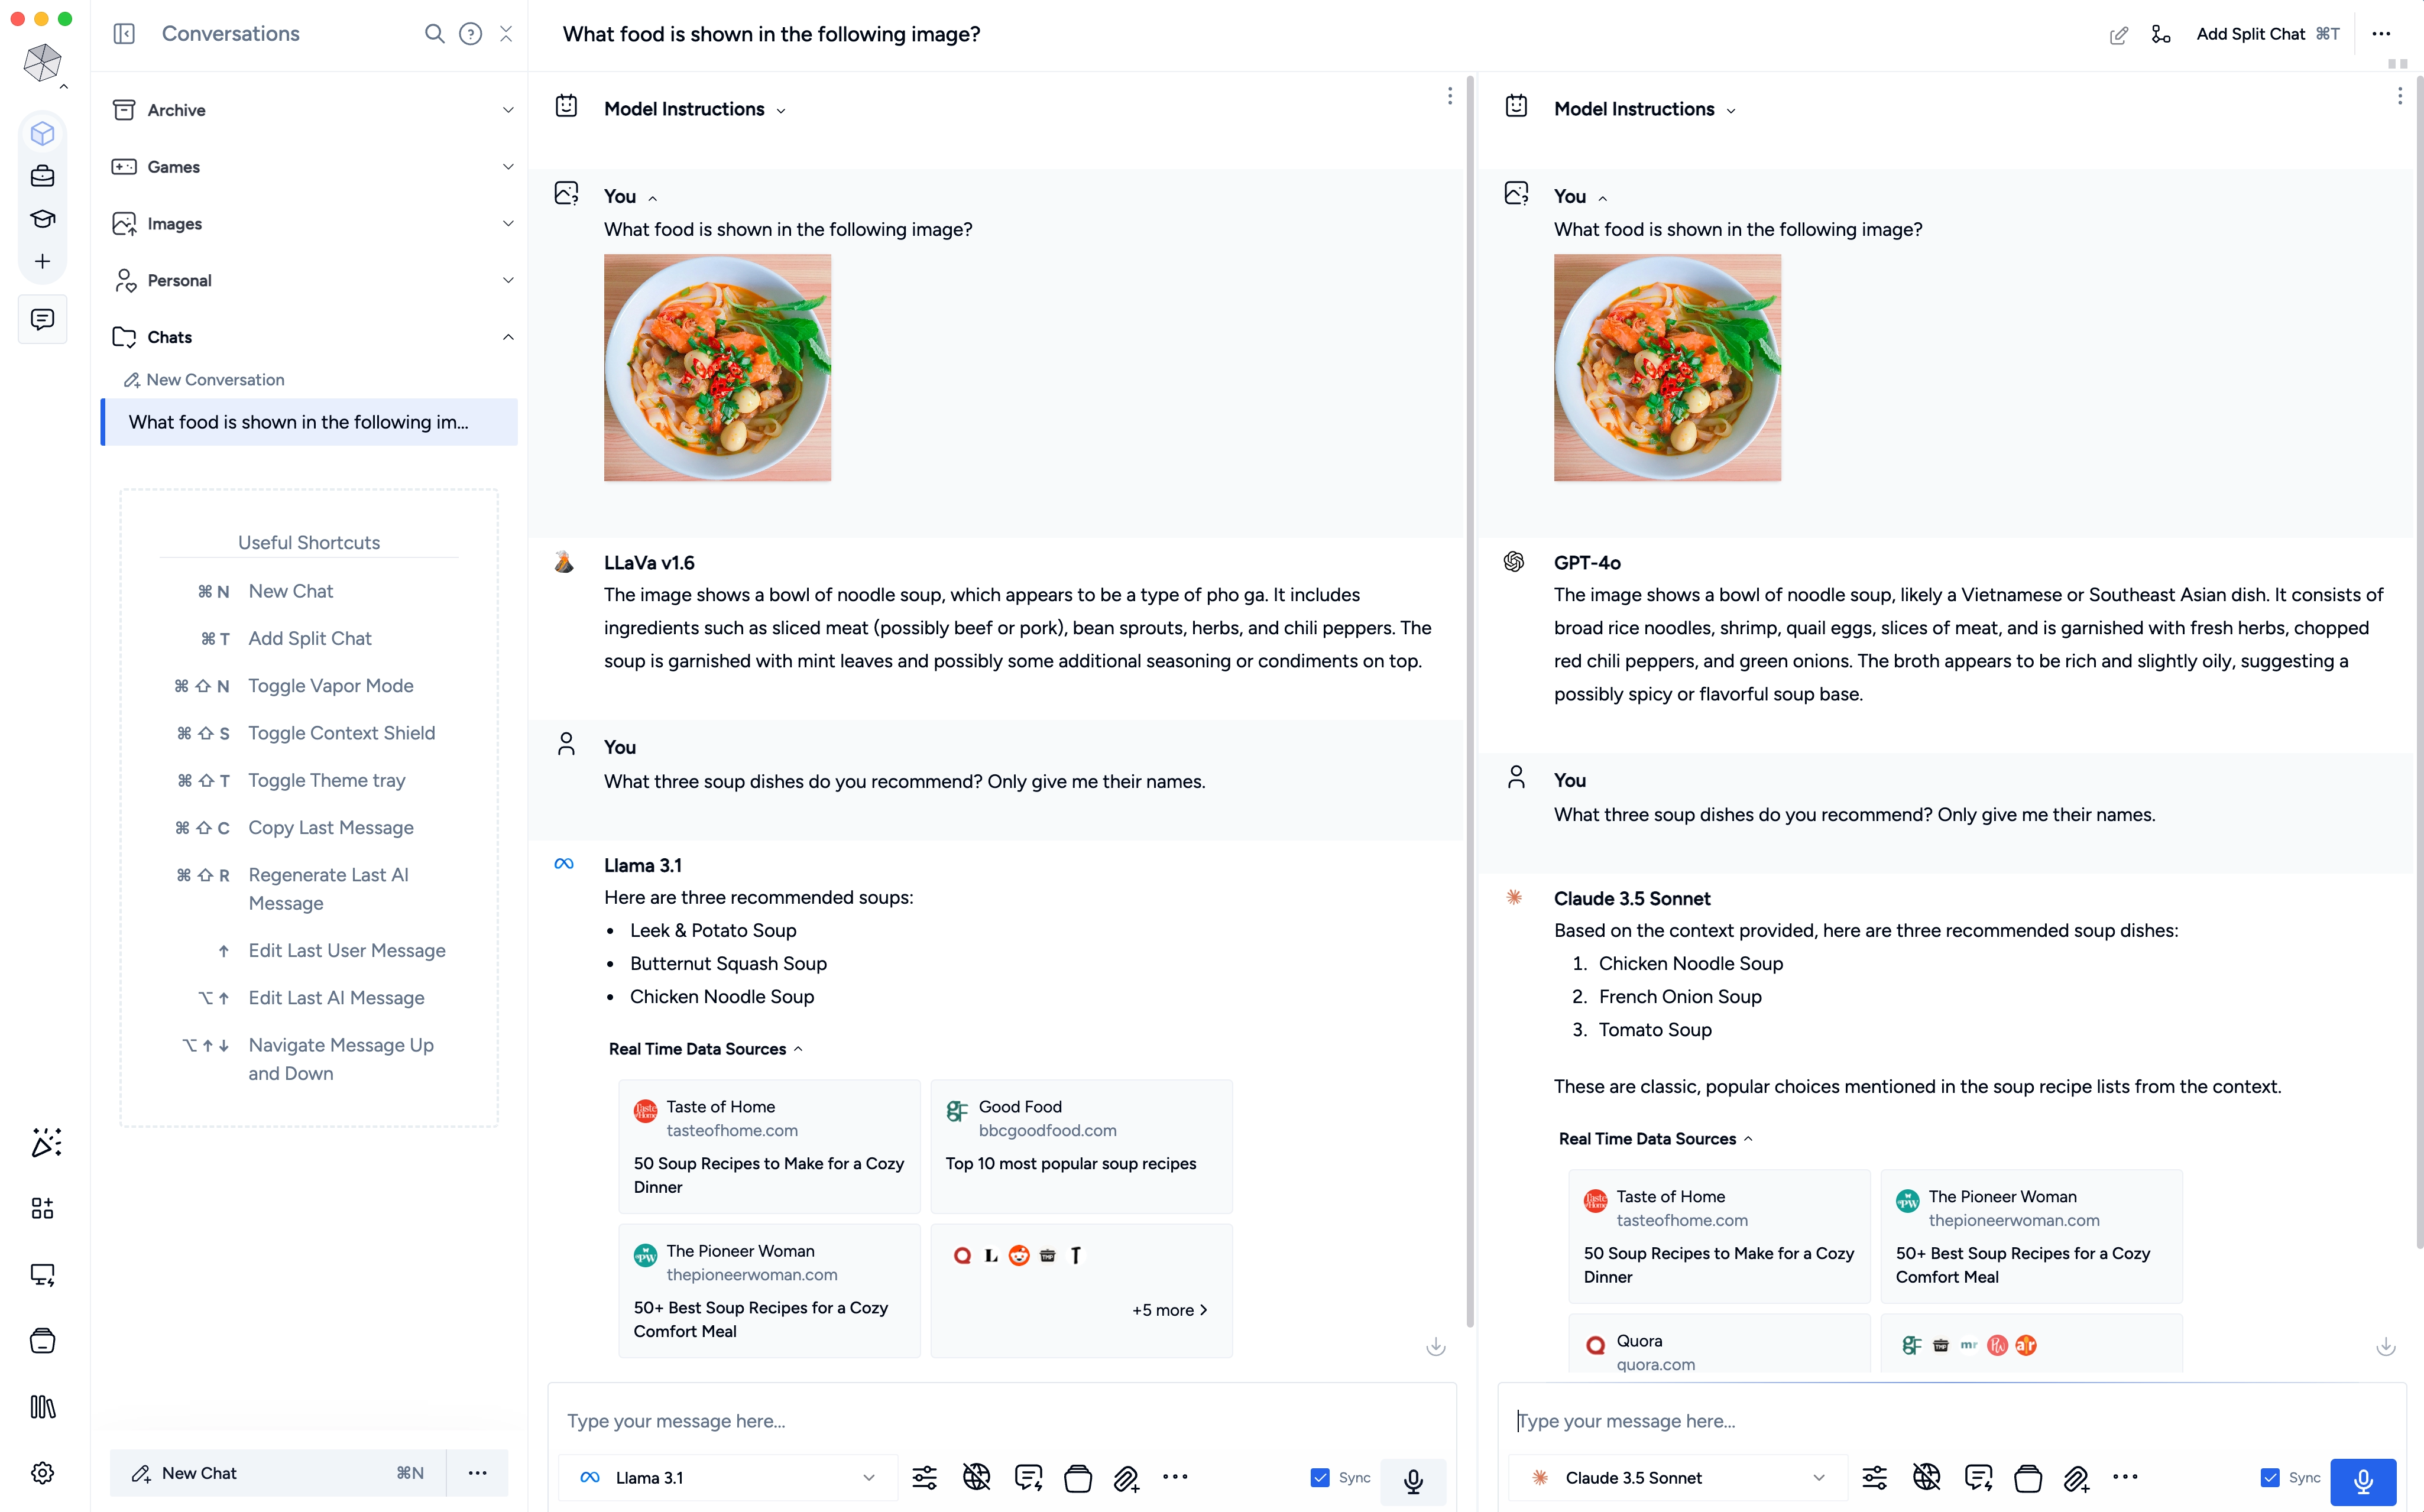 Conversations
Archive
Games
Images
Personal
Chats
New Conversation
What food is shown in the following im...
Useful Shortcuts
⌘ N New Chat
⌘ T Add Split Chat
⌘ ⇧ N Toggle Vapor Mode
⌘ ⇧ S Toggle Context Shield
⌘ ⇧ T Toggle Theme tray
⌘ ⇧ C Copy Last Message
⌘ ⇧ R Regenerate Last AI
Message
↑ Edit Last User Message
⌥ ↑ Edit Last AI Message
⌥ ↑ ↓ Navigate Message Up
and Down
New Chat ⌘N
What food is shown in the following image?
Add Split Chat ⌘T
Model Instructions
You
What food is shown in the following image?
LLaVa v1.6
The image shows a bowl of noodle soup, which appears to be a type of pho ga. It includes
ingredients such as sliced meat (possibly beef or pork), bean sprouts, herbs, and chili peppers. The
soup is garnished with mint leaves and possibly some additional seasoning or condiments on top.
You
What three soup dishes do you recommend? Only give me their names.
Llama 3.1
Here are three recommended soups:
• Leek & Potato Soup
• Butternut Squash Soup
• Chicken Noodle Soup
Real Time Data Sources
Taste of Home
tasteofhome.com
50 Soup Recipes to Make for a Cozy
Dinner
Good Food
bbcgoodfood.com
Top 10 most popular soup recipes
The Pioneer Woman
thepioneerwoman.com
50+ Best Soup Recipes for a Cozy
Comfort Meal
+5 more
Type your message here...
Llama 3.1
Sync
Model Instructions
You
What food is shown in the following image?
GPT-4o
The image shows a bowl of noodle soup, likely a Vietnamese or Southeast Asian dish. It consists of
broad rice noodles, shrimp, quail eggs, slices of meat, and is garnished with fresh herbs, chopped
red chili peppers, and green onions. The broth appears to be rich and slightly oily, suggesting a
possibly spicy or flavorful soup base.
You
What three soup dishes do you recommend? Only give me their names.
Claude 3.5 Sonnet
Based on the context provided, here are three recommended soup dishes:
1. Chicken Noodle Soup
2. French Onion Soup
3. Tomato Soup
These are classic, popular choices mentioned in the soup recipe lists from the context.
Real Time Data Sources
Taste of Home
tasteofhome.com
50 Soup Recipes to Make for a Cozy
Dinner
The Pioneer Woman
thepioneerwoman.com
50+ Best Soup Recipes for a Cozy
Comfort Meal
Quora
quora.com
Type your message here...
Claude 3.5 Sonnet
Sync